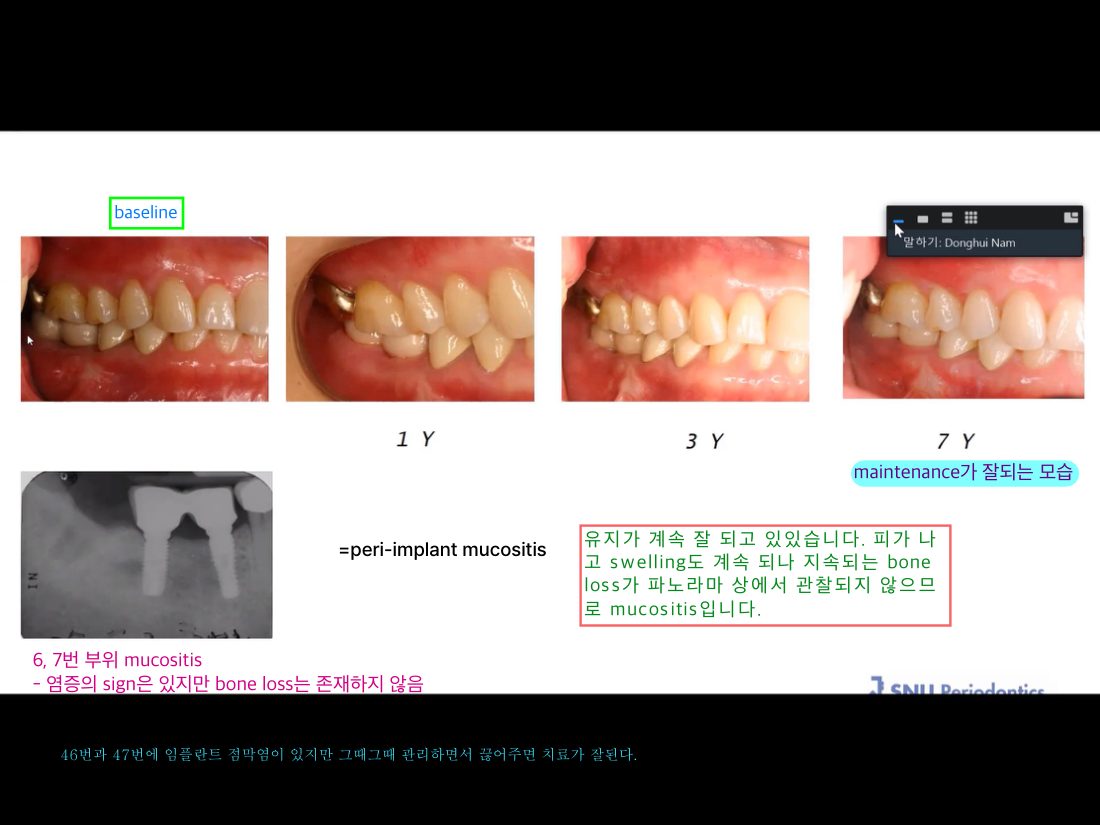 baseline
말하기: Donghui Nam
1 Y
3 Y
7 Y
maintenance가 잘되는 모습
IN
=peri-implant mucositis
유지가 계속 잘 되고 있있습니다. 피가 나
고 swelling도 계속 되나 지속되는 bone
loss가 파노라마 상에서 관찰되지 않으므
로 mucositis입니다.
6, 7번 부위 mucositis
- 염증의 sign은 있지만 bone loss는 존재하지 않음
SNU Periodontics
46번과 47번에 임플란트 점막염이 있지만 그때그때 관리하면서 끊어주면 치료가 잘된다.